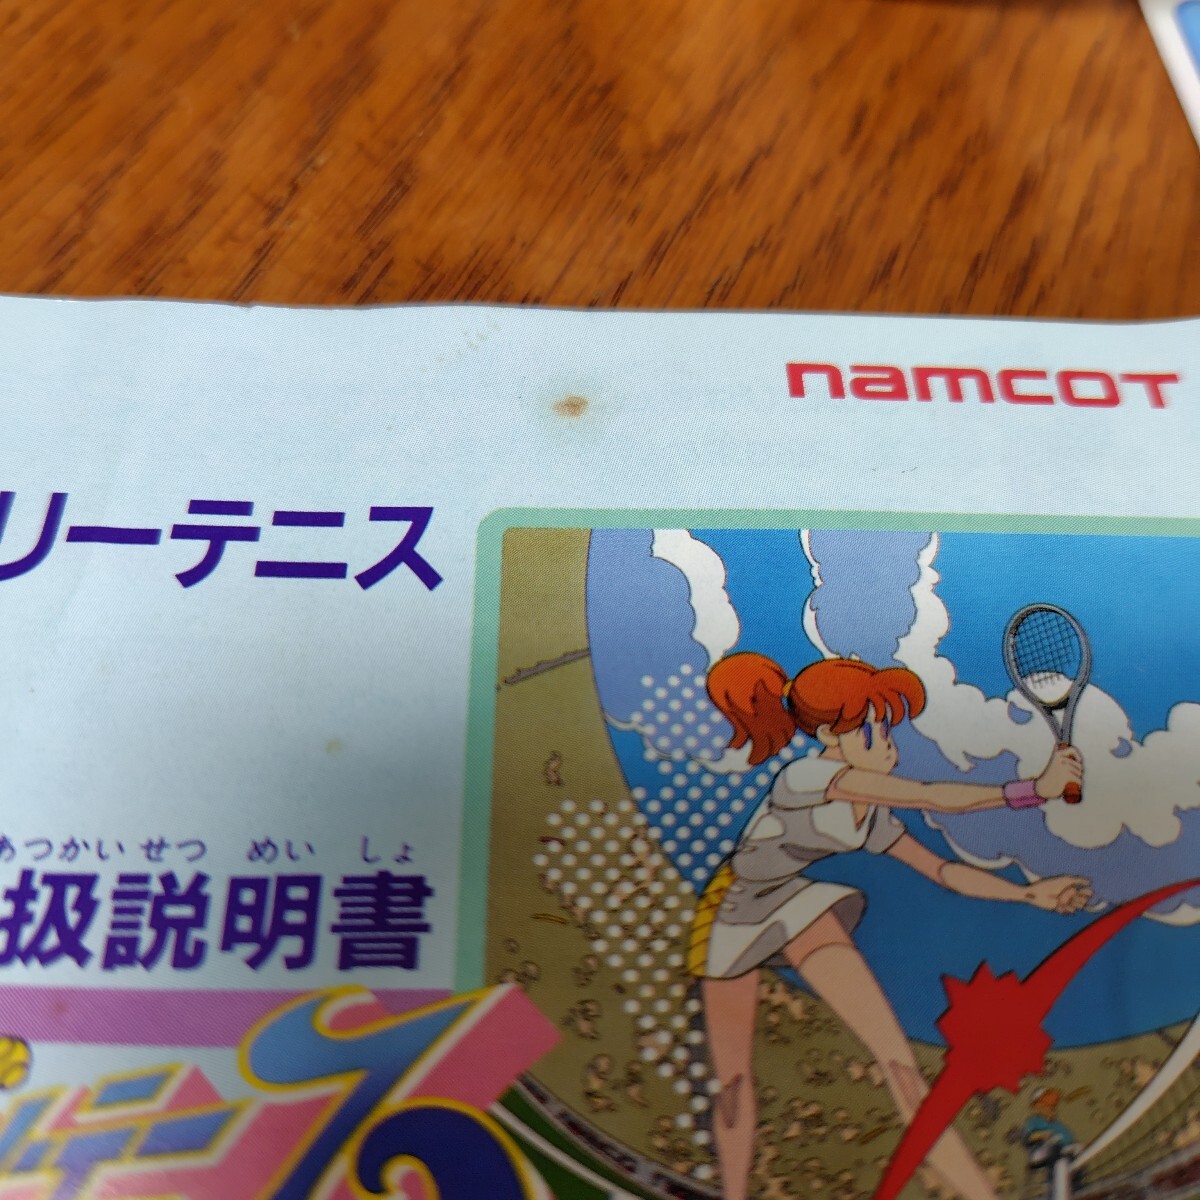 namcot
リーテニス
あつかいせつ めい しょ
扱説明書